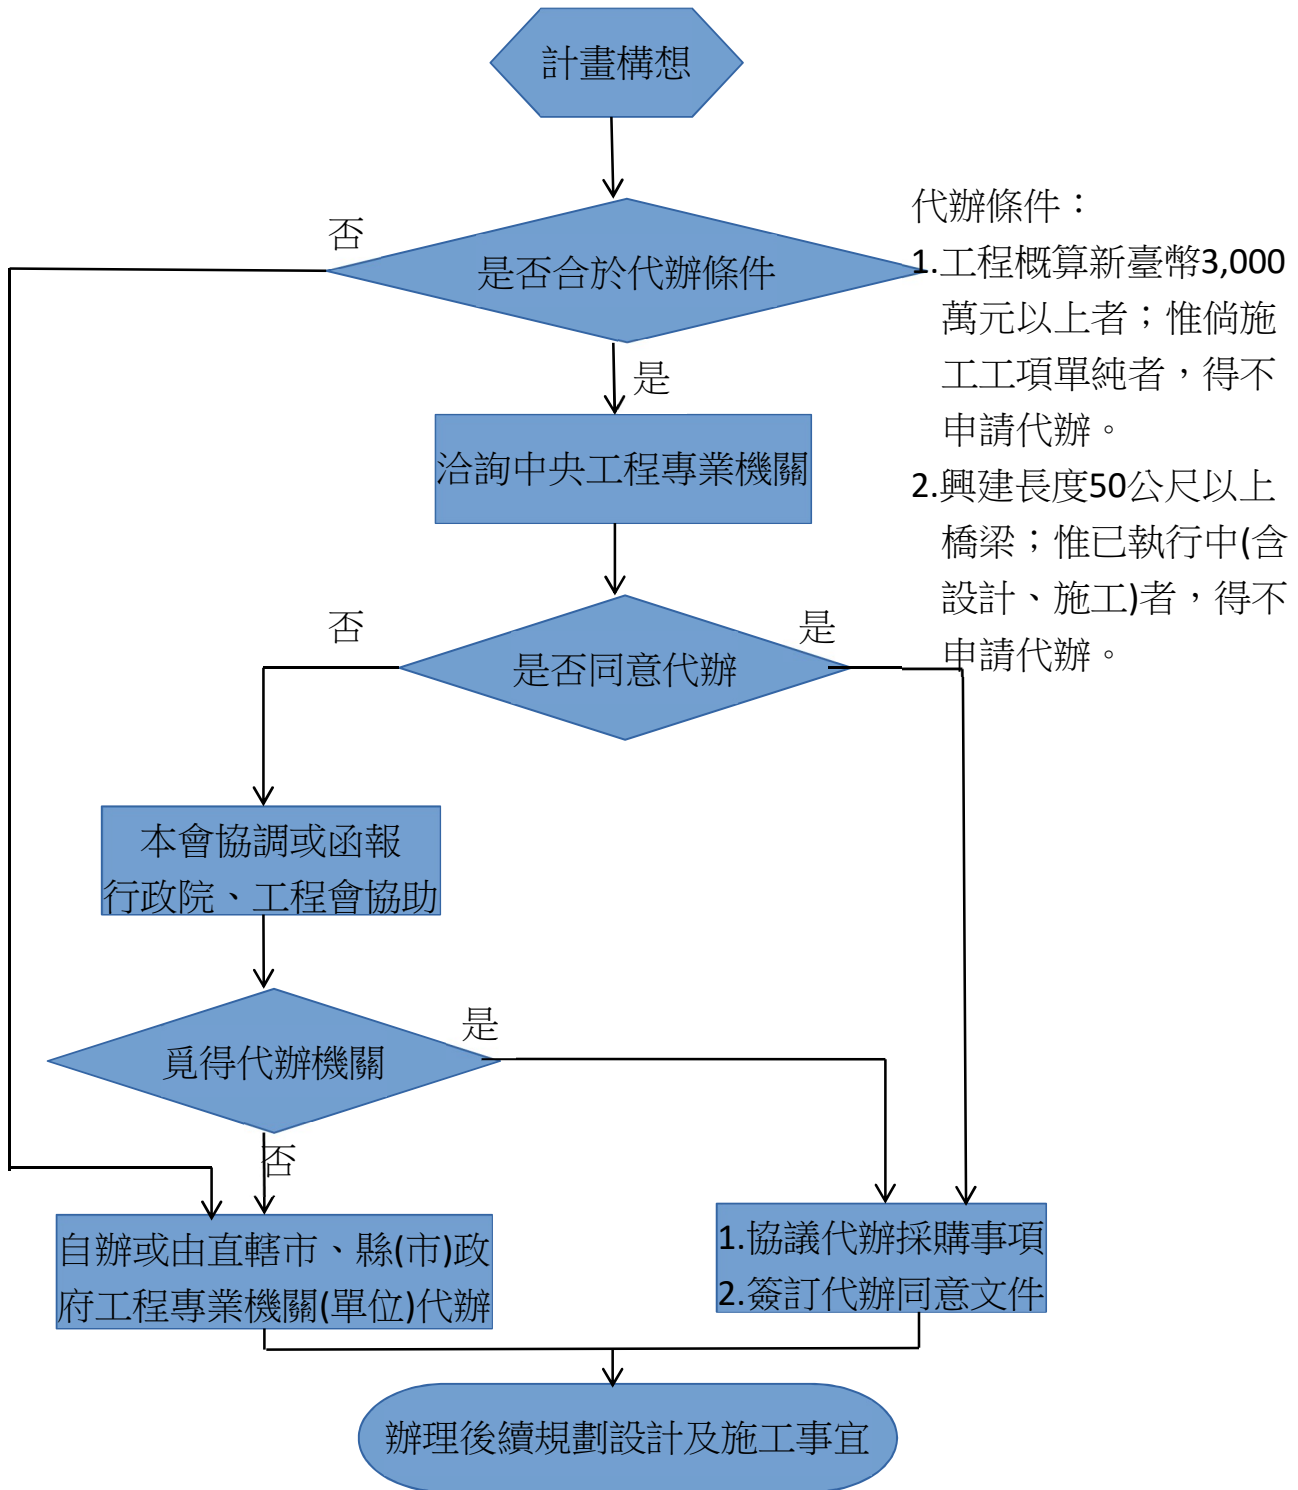 計畫構想
否
是否合於代辦條件
代辦條件：
1.工程概算新臺幣3,000
萬元以上者；惟倘施
工工項單純者，得不
申請代辦。
2.興建長度50公尺以上
橋梁；惟已執行中(含
設計、施工)者，得不
申請代辦。
是
洽詢中央工程專業機關
否
是
是否同意代辦
本會協調或函報
行政院、工程會協助
是
覓得代辦機關
否
自辦或由直轄市、縣(市)政
府工程專業機關(單位)代辦
1.協議代辦採購事項
2.簽訂代辦同意文件
辦理後續規劃設計及施工事宜